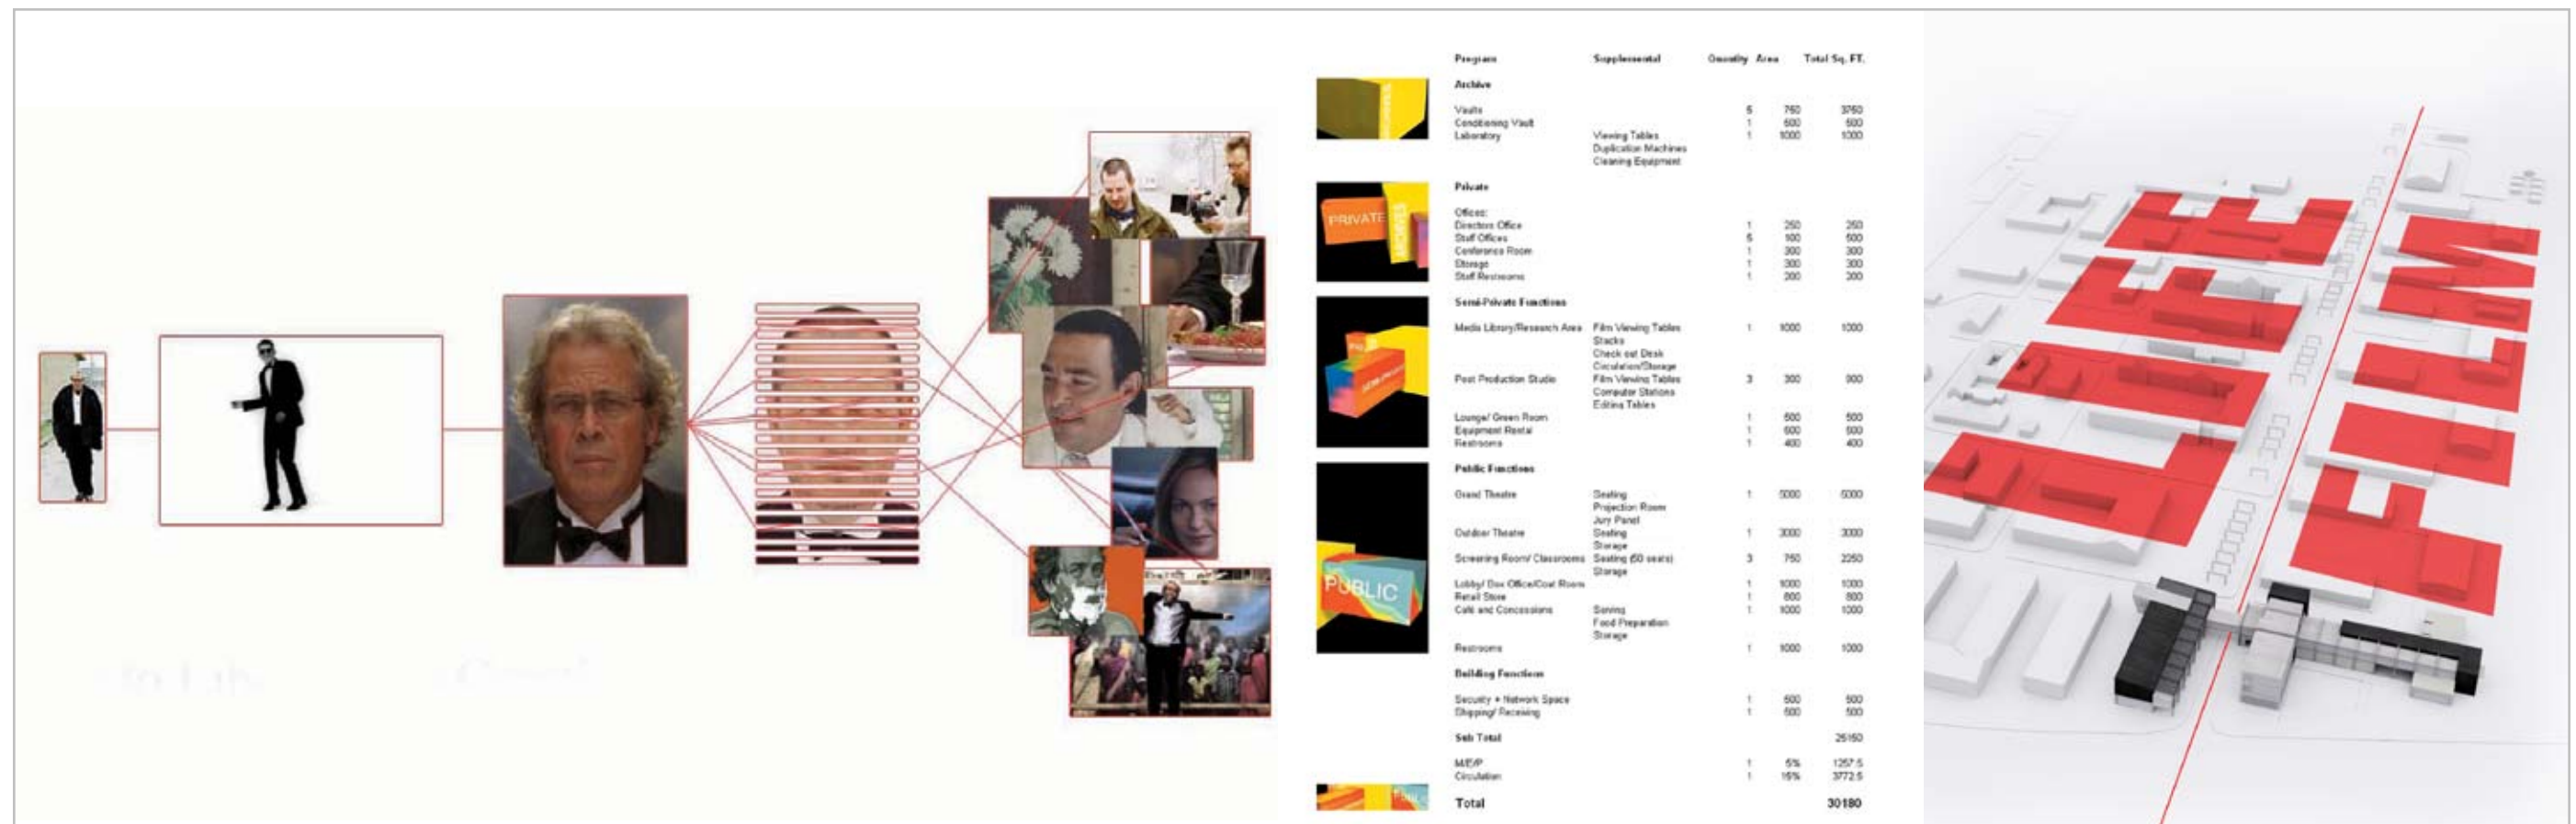 Program Supplemental Quantity Area Total Sq. FT.
Archive
Vaults 5 750 3750
Conditioning Vault 1 500 500
Laboratory Viewing Tables 1 1000 1000
Duplication Machines
Cleaning Equipment
Private
Offices:
Directors Office 1 250 250
Staff Offices 5 100 500
Conference Room 1 300 300
Storage 1 300 300
Staff Restrooms 1 200 200
Semi-Private Functions
Media Library/Research Area Film Viewing Tables 1 1000 1000
Stacks
Check out Desk
Circulation/Storage
Post Production Studio Film Viewing Tables 3 300 900
Computer Stations
Editing Tables
Lounge/ Green Room 1 500 500
Equipment Rental 1 500 500
Restrooms 1 400 400
Public Functions
Grand Theatre Seating 1 5000 5000
Projection Room
Jury Panel
Outdoor Theatre Seating 1 3000 3000
Storage
Screening Room/ Classrooms Seating (50 seats) 3 750 2250
Storage
Lobby/ Box Office/Coat Room 1 1000 1000
Retail Store 1 800 800
Café and Concessions Serving 1 1000 1000
Food Preparation
Storage
Restrooms 1 1000 1000
Building Functions
Security + Network Space 1 500 500
Shipping/ Receiving 1 500 500
Sub Total 25150
M/E/P 1 5% 1257.5
Circulation 1 15% 3772.5
Total 30180
ARCHIVES
PRIVATE
ARCHIVES
SEMI-PRIVATE
PUBLIC
FILM